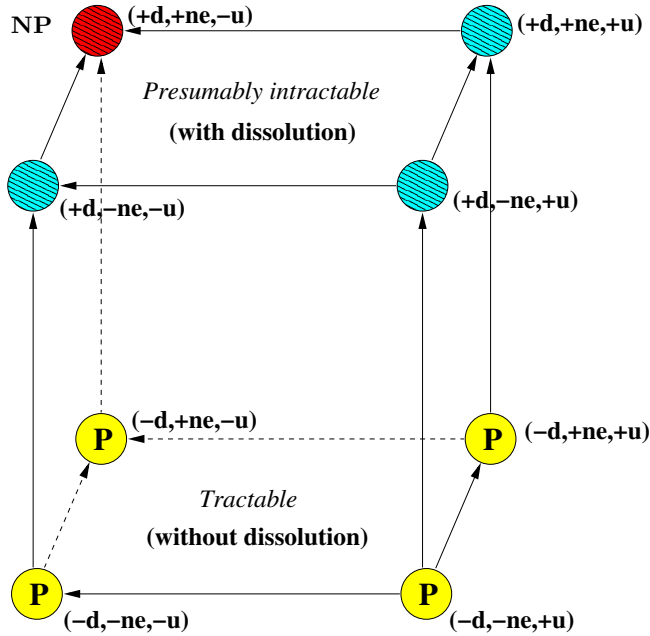 NP
(+d,+ne,−u)
(+d,+ne,+u)
Presumably intractable
(with dissolution)
(+d,−ne,−u)
(+d,−ne,+u)
P
(−d,+ne,−u)
P
(−d,+ne,+u)
Tractable
(without dissolution)
P
(−d,−ne,−u)
P
(−d,−ne,+u)